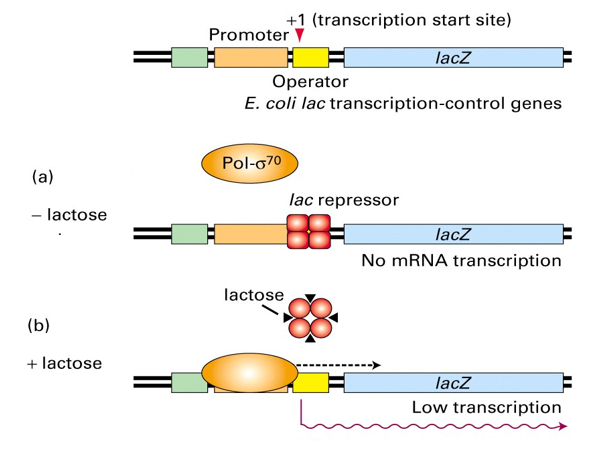 +1 (transcription start site)
Promoter
lacZ
Operator
E. coli lac transcription-control genes
Pol-σ⁷⁰
(a)
lac repressor
– lactose
lacZ
No mRNA transcription
lactose
(b)
+ lactose
lacZ
Low transcription